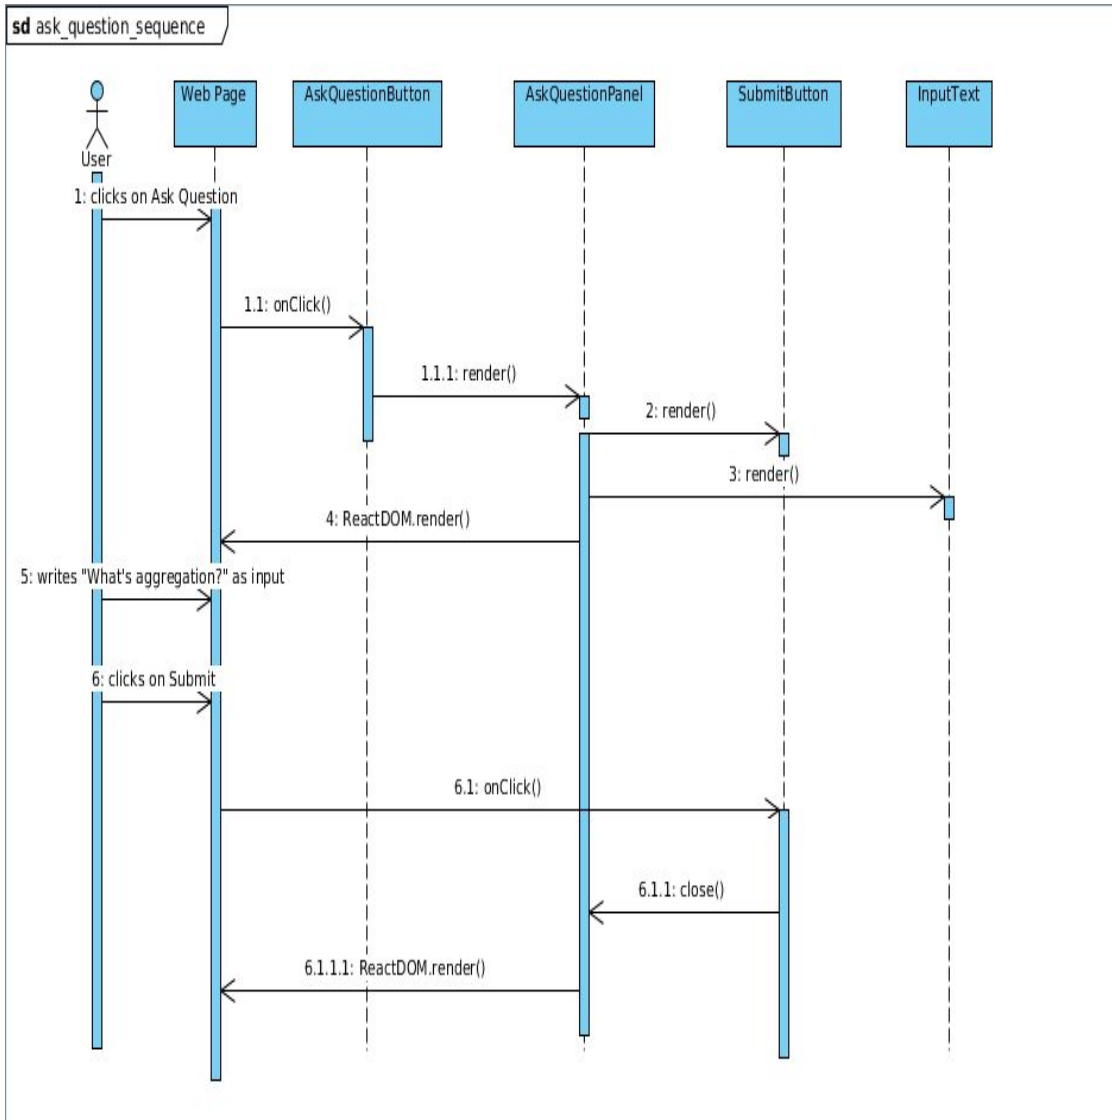 sd ask_question_sequence
Web Page
AskQuestionButton
AskQuestionPanel
SubmitButton
InputText
User
1: clicks on Ask Question
1.1: onClick()
1.1.1: render()
2: render()
3: render()
4: ReactDOM.render()
5: writes "What's aggregation?" as input
6: clicks on Submit
6.1: onClick()
6.1.1: close()
6.1.1.1: ReactDOM.render()